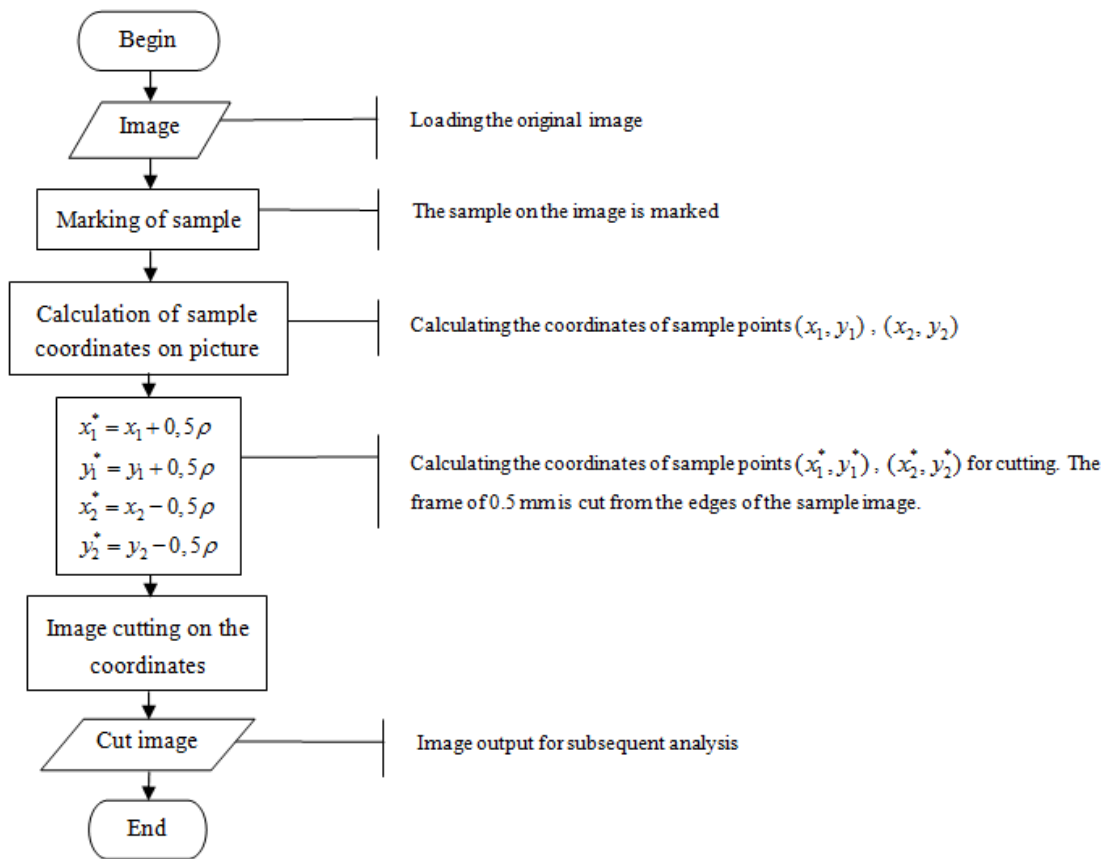 Begin
Image
Loading the original image
Marking of sample
The sample on the image is marked
Calculation of sample
coordinates on picture
Calculating the coordinates of sample points (x₁, y₁) , (x₂, y₂)
x₁* = x₁ + 0,5ρ
y₁* = y₁ + 0,5ρ
x₂* = x₂ − 0,5ρ
y₂* = y₂ − 0,5ρ
Calculating the coordinates of sample points (x₁*, y₁*) , (x₂*, y₂*) for cutting. The
frame of 0.5 mm is cut from the edges of the sample image.
Image cutting on the
coordinates
Cut image
Image output for subsequent analysis
End